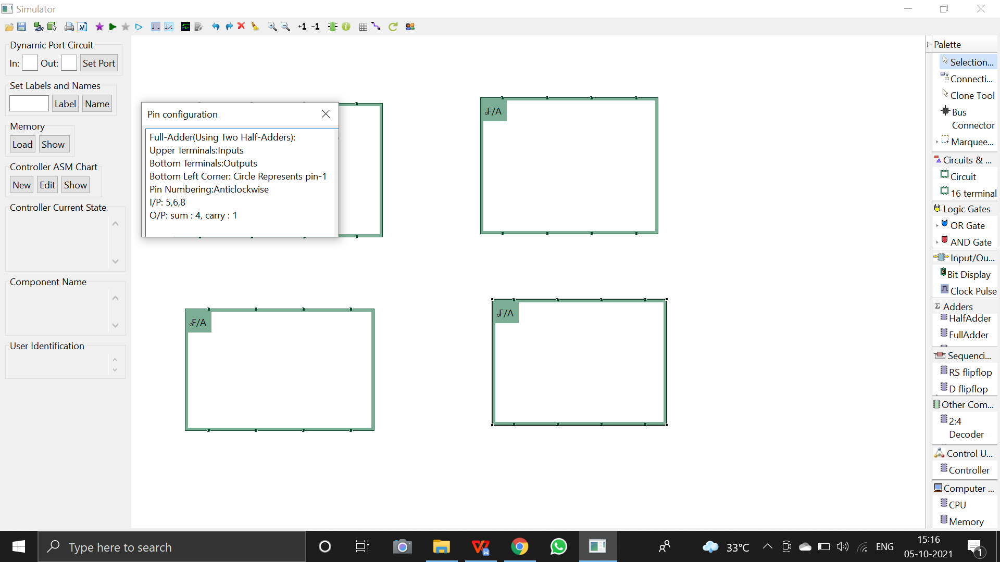 Simulator
+1 -1
Dynamic Port Circuit
In: Out: Set Port
Set Labels and Names
Label Name
Memory
Load Show
Controller ASM Chart
New Edit Show
Controller Current State
Component Name
User Identification
Pin configuration
Full-Adder(Using Two Half-Adders):
Upper Terminals:Inputs
Bottom Terminals:Outputs
Bottom Left Corner: Circle Represents pin-1
Pin Numbering:Anticlockwise
I/P: 5,6,8
O/P: sum : 4, carry : 1
F/A
F/A
F/A
Palette
Selection...
Connecti...
Clone Tool
Bus
Connector
Marquee...
Circuits & ...
Circuit
16 terminal
Logic Gates
OR Gate
AND Gate
Input/Ou...
Bit Display
Clock Pulse
Adders
HalfAdder
FullAdder
Sequenci...
RS flipflop
D flipflop
Other Com...
2:4
Decoder
Control U...
Controller
Computer ...
CPU
Memory
Type here to search
33°C
ENG
15:16
05-10-2021
1